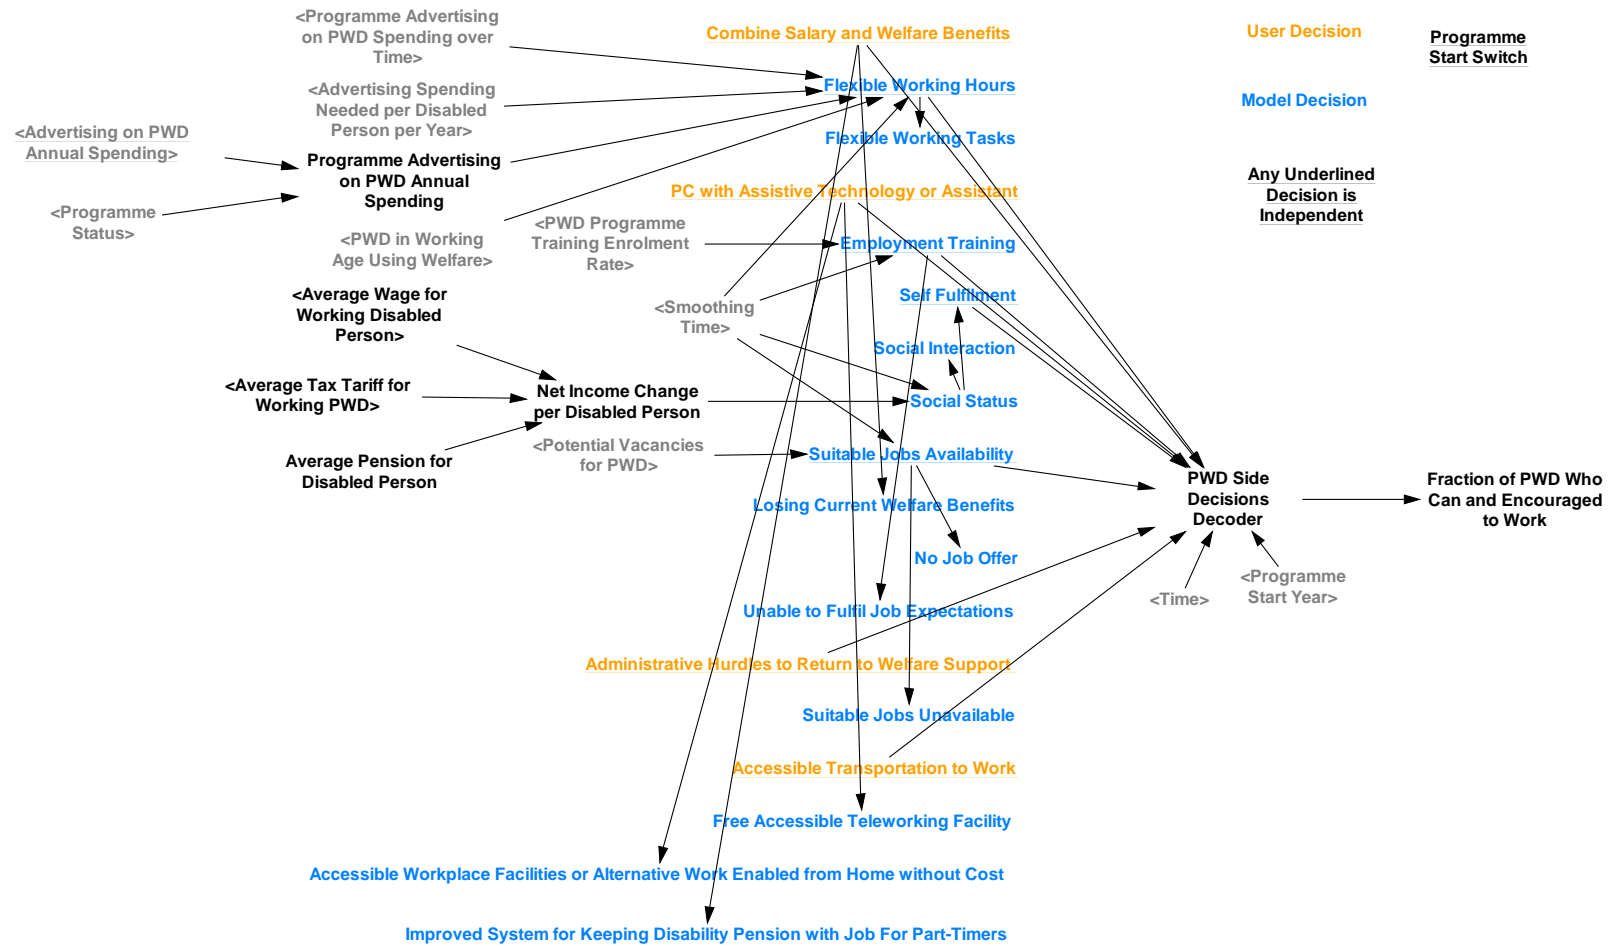 <Programme Advertising
on PWD Spending over
Time>
Combine Salary and Welfare Benefits
User Decision
Programme
Start Switch
<Advertising Spending
Needed per Disabled
Person per Year>
Flexible Working Hours
Model Decision
<Advertising on PWD
Annual Spending>
Flexible Working Tasks
Programme Advertising
on PWD Annual
Spending
PC with Assistive Technology or Assistant
Any Underlined
Decision is
Independent
<Programme
Status>
<PWD in Working
Age Using Welfare>
<PWD Programme
Training Enrolment
Rate>
Employment Training
<Average Wage for
Working Disabled
Person>
<Smoothing
Time>
Self Fulfilment
Social Interaction
<Average Tax Tariff for
Working PWD>
Net Income Change
per Disabled Person
Social Status
Average Pension for
Disabled Person
<Potential Vacancies
for PWD>
Suitable Jobs Availability
PWD Side
Decisions
Decoder
Fraction of PWD Who
Can and Encouraged
to Work
Losing Current Welfare Benefits
No Job Offer
<Time>
<Programme
Start Year>
Unable to Fulfil Job Expectations
Administrative Hurdles to Return to Welfare Support
Suitable Jobs Unavailable
Accessible Transportation to Work
Free Accessible Teleworking Facility
Accessible Workplace Facilities or Alternative Work Enabled from Home without Cost
Improved System for Keeping Disability Pension with Job For Part-Timers